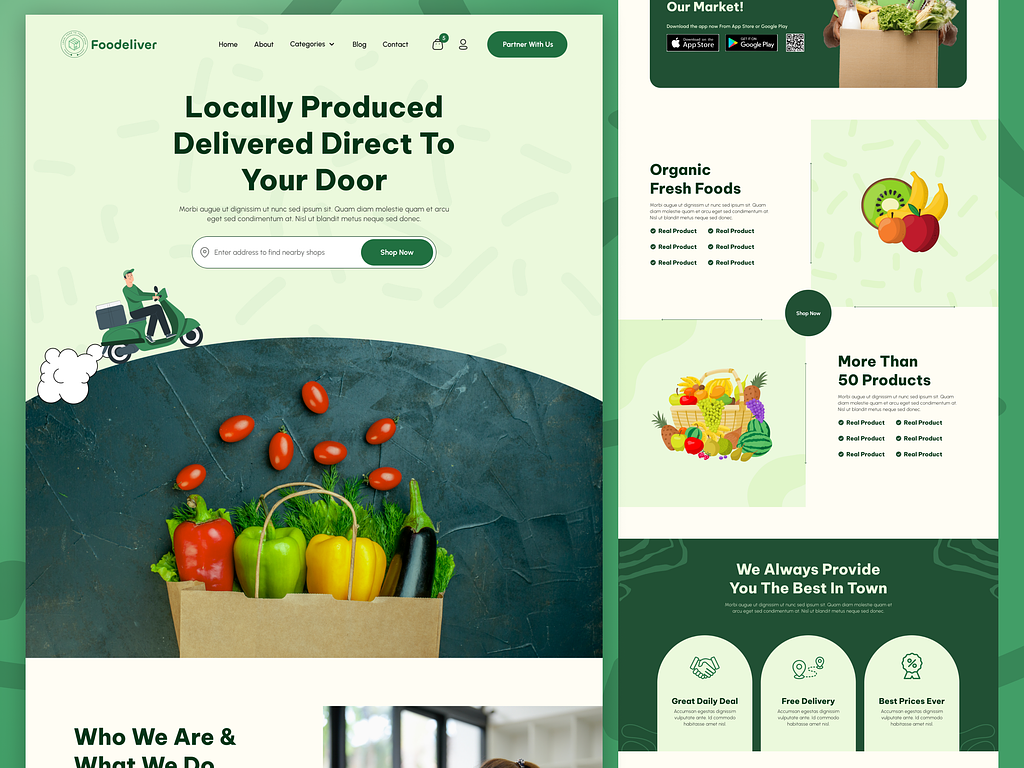 Foodeliver
Home
About
Categories
Blog
Contact
5
Partner With Us
Locally Produced
Delivered Direct To
Your Door
Morbi augue ut dignissim ut nunc sed ipsum sit. Quam diam molestie quam arcu
eget sed condimentum at. Nisl ut blandit metus neque sed donec.
Enter address to find nearby shops
Shop Now
Who We Are &
What We Do
Our Market!
Download the app now From App Store or Google Play
Download on the
App Store
GET IT ON
Google Play
Organic
Fresh Foods
Morbi augue ut dignissim ut nunc sed ipsum sit. Quam
diam molestie quam et arcu eget sed condimentum at
Nisl ut blandit metus neque sed donec
Real Product
Real Product
Real Product
Real Product
Real Product
Real Product
Shop Now
More Than
50 Products
Morbi augue ut dignissim ut nunc sed ipsum sit. Quam
diam molestie quam et arcu eget sed condimentum at
Nisl ut blandit metus neque sed donec
Real Product
Real Product
Real Product
Real Product
Real Product
Real Product
We Always Provide
You The Best In Town
Morbi augue ut dignissim ut nunc sed ipsum sit. Quam diam molestie quam et
arcu eget sed condimentum at. Nisl ut blandit metus neque sed donec.
Great Daily Deal
Accumsan egestas dignissim
vulputate ante. Id commodo
habitasse amet nisl
Free Delivery
Accumsan egestas dignissim
vulputate ante. Id commodo
habitasse amet nisl
Best Prices Ever
Accumsan egestas dignissim
vulputate ante. Id commodo
habitasse amet nisl